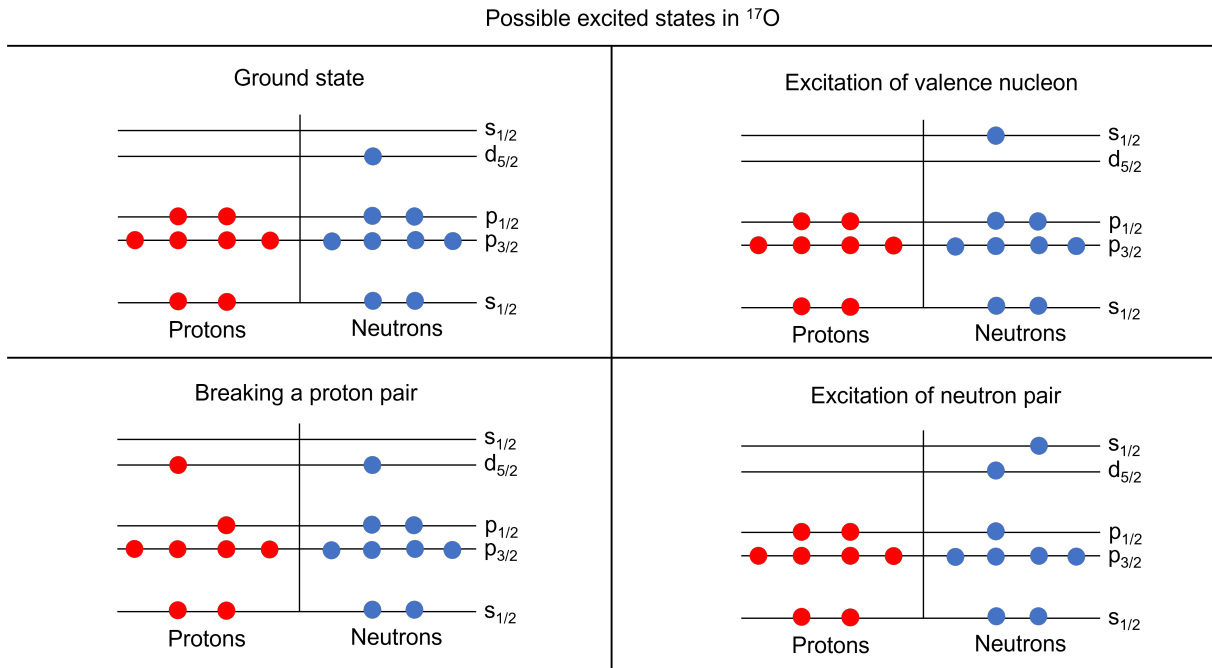 Possible excited states in ¹⁷O
Ground state
s₁/₂
d₅/₂
p₁/₂
p₃/₂
s₁/₂
Protons
Neutrons
Excitation of valence nucleon
s₁/₂
d₅/₂
p₁/₂
p₃/₂
s₁/₂
Protons
Neutrons
Breaking a proton pair
s₁/₂
d₅/₂
p₁/₂
p₃/₂
s₁/₂
Protons
Neutrons
Excitation of neutron pair
s₁/₂
d₅/₂
p₁/₂
p₃/₂
s₁/₂
Protons
Neutrons